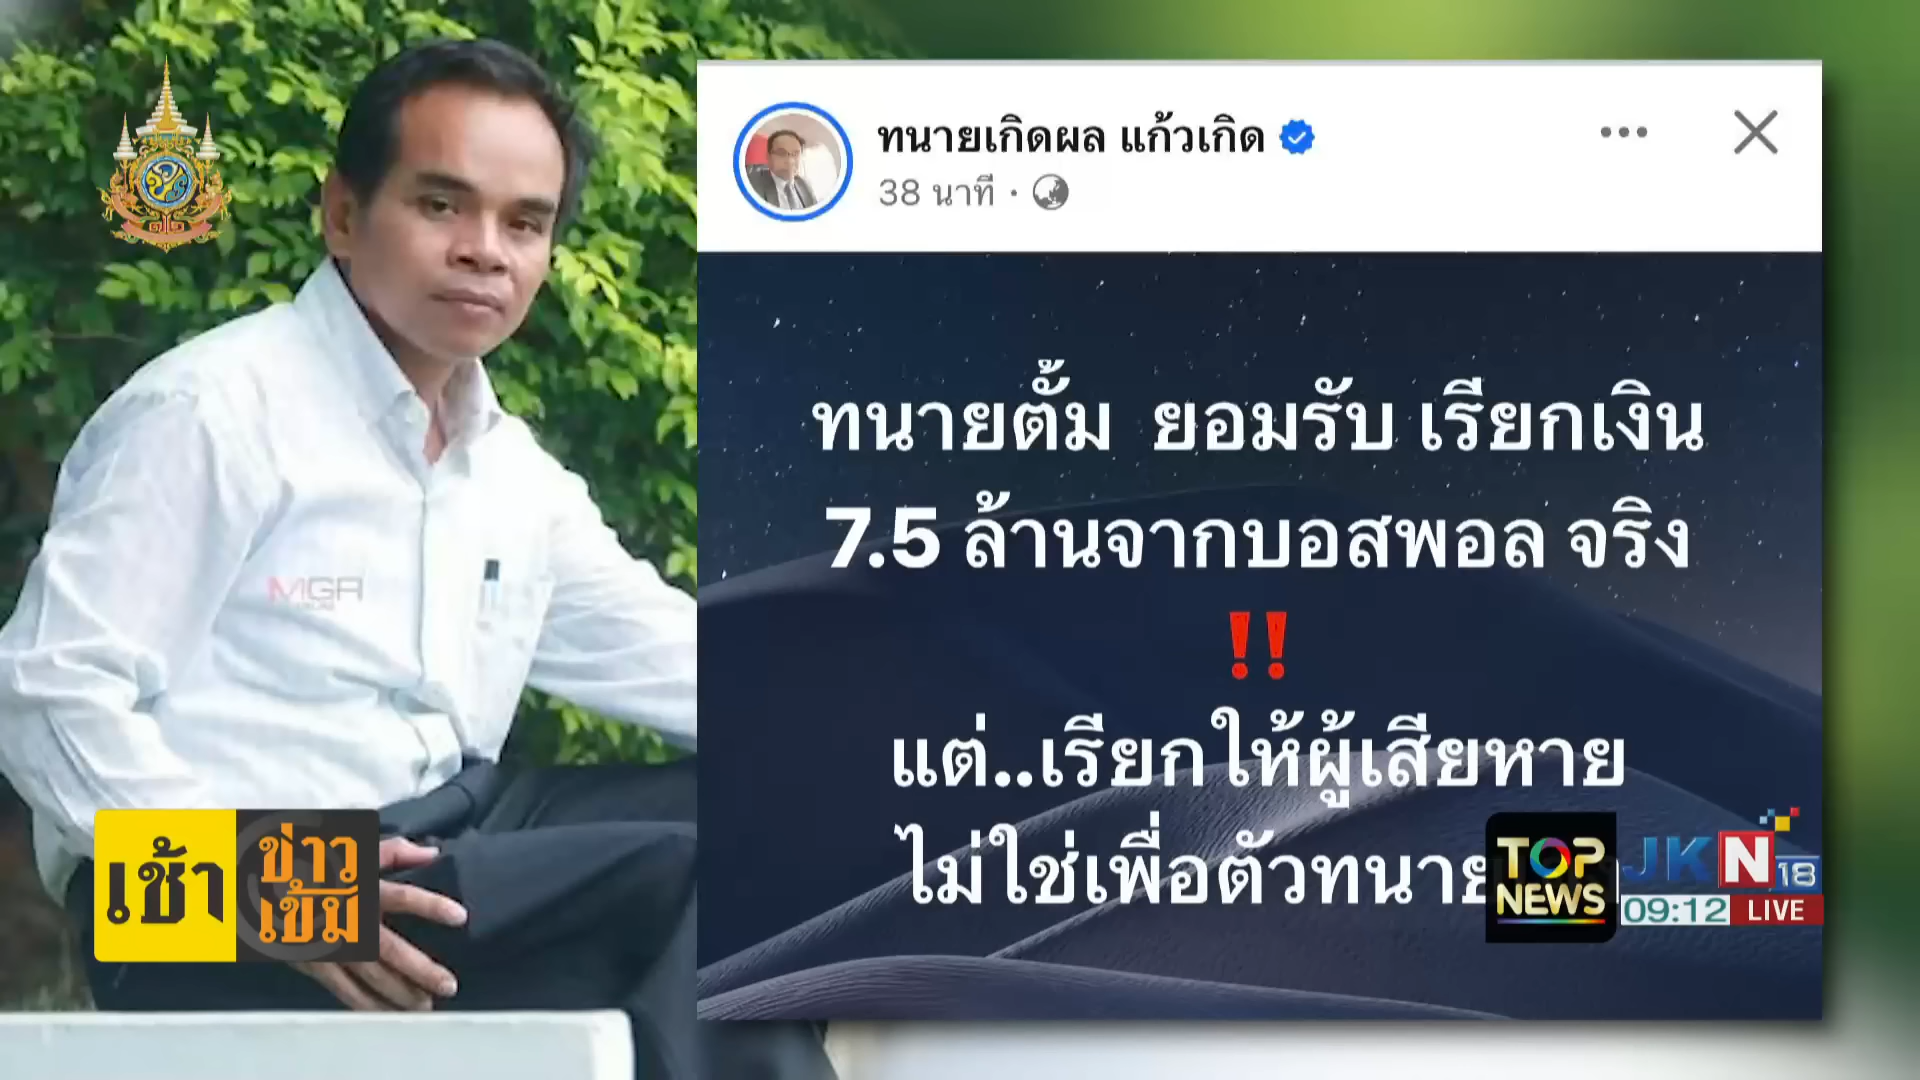 ทนายเกิดผล แก้วเกิด
38 นาที ·
ทนายตั้ม ยอมรับ เรียกเงิน
7.5 ล้านจากบอสพอล จริง
‼
แต่..เรียกให้ผู้เสียหาย
ไม่ใช่เพื่อตัวทนาย
MGR
เช้า
ข่าว
เข้ม
TOP
NEWS
JKN
18
09:12
LIVE